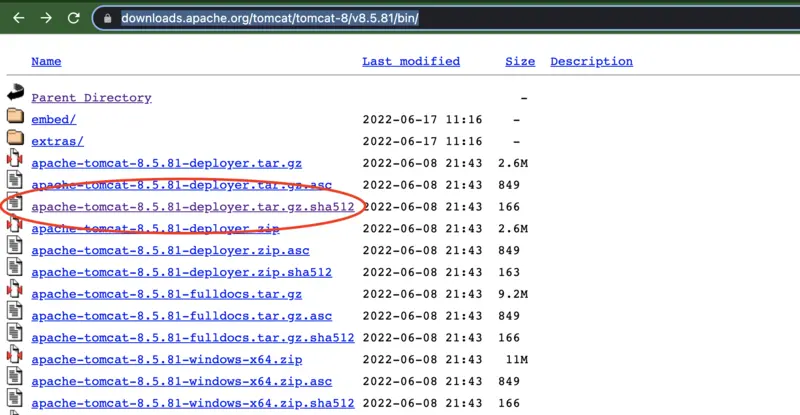 downloads.apache.org/tomcat/tomcat-8/v8.5.81/bin/
Name Last modified Size Description
Parent Directory -
embed/ 2022-06-17 11:16 -
extras/ 2022-06-17 11:16 -
apache-tomcat-8.5.81-deployer.tar.gz 2022-06-08 21:43 2.6M
apache-tomcat-8.5.81-deployer.tar.gz.asc 2022-06-08 21:43 849
apache-tomcat-8.5.81-deployer.tar.gz.sha512 2022-06-08 21:43 166
apache-tomcat-8.5.81-deployer.zip 2022-06-08 21:43 2.6M
apache-tomcat-8.5.81-deployer.zip.asc 2022-06-08 21:43 849
apache-tomcat-8.5.81-deployer.zip.sha512 2022-06-08 21:43 163
apache-tomcat-8.5.81-fulldocs.tar.gz 2022-06-08 21:43 9.2M
apache-tomcat-8.5.81-fulldocs.tar.gz.asc 2022-06-08 21:43 849
apache-tomcat-8.5.81-fulldocs.tar.gz.sha512 2022-06-08 21:43 166
apache-tomcat-8.5.81-windows-x64.zip 2022-06-08 21:43 11M
apache-tomcat-8.5.81-windows-x64.zip.asc 2022-06-08 21:43 849
apache-tomcat-8.5.81-windows-x64.zip.sha512 2022-06-08 21:43 166